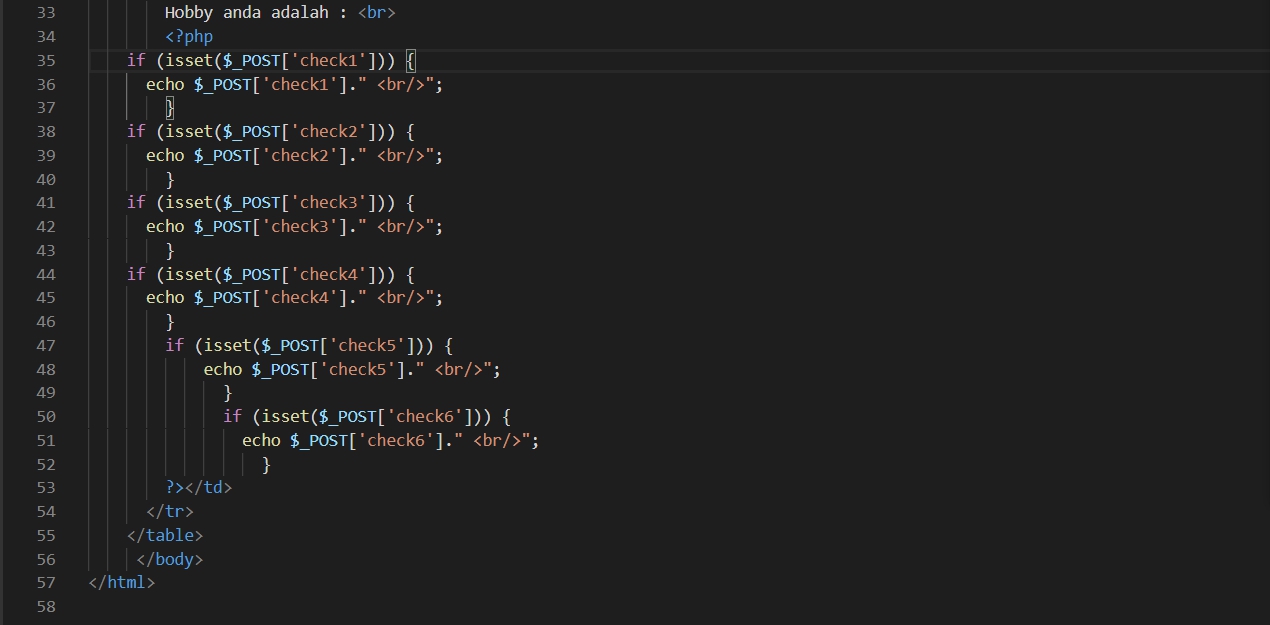 33 Hobby anda adalah : <br>
34 <?php
35 if (isset($_POST['check1'])) {
36 echo $_POST['check1']." <br/>";
37 }
38 if (isset($_POST['check2'])) {
39 echo $_POST['check2']." <br/>";
40 }
41 if (isset($_POST['check3'])) {
42 echo $_POST['check3']." <br/>";
43 }
44 if (isset($_POST['check4'])) {
45 echo $_POST['check4']." <br/>";
46 }
47 if (isset($_POST['check5'])) {
48 echo $_POST['check5']." <br/>";
49 }
50 if (isset($_POST['check6'])) {
51 echo $_POST['check6']." <br/>";
52 }
53 ?></td>
54 </tr>
55 </table>
56 </body>
57 </html>
58